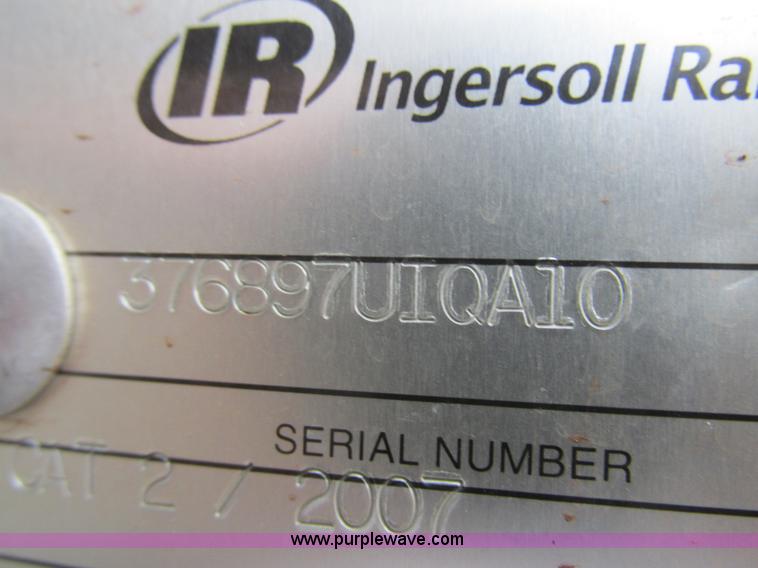 IR Ingersoll Ra
376897UIQA10
SERIAL NUMBER
CAT 2 / 2007
www.purplewave.com